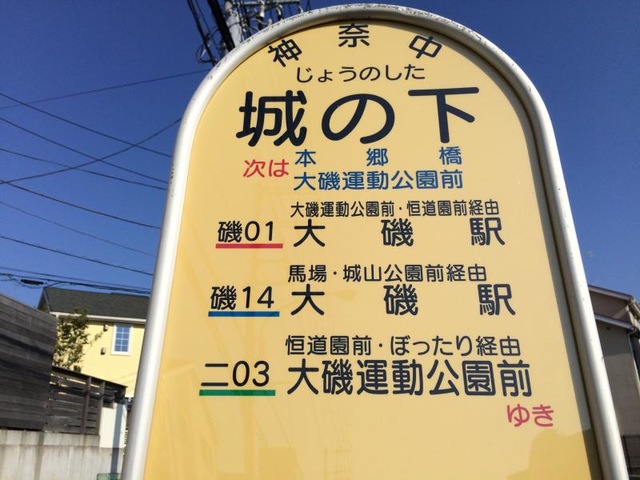 神奈中
じょうのした
城の下
次は 本郷橋
大磯運動公園前
大磯運動公園前・恒道園前経由
磯01 大磯駅
馬場・城山公園前経由
磯14 大磯駅
恒道園前・ぼったり経由
二03 大磯運動公園前
ゆき